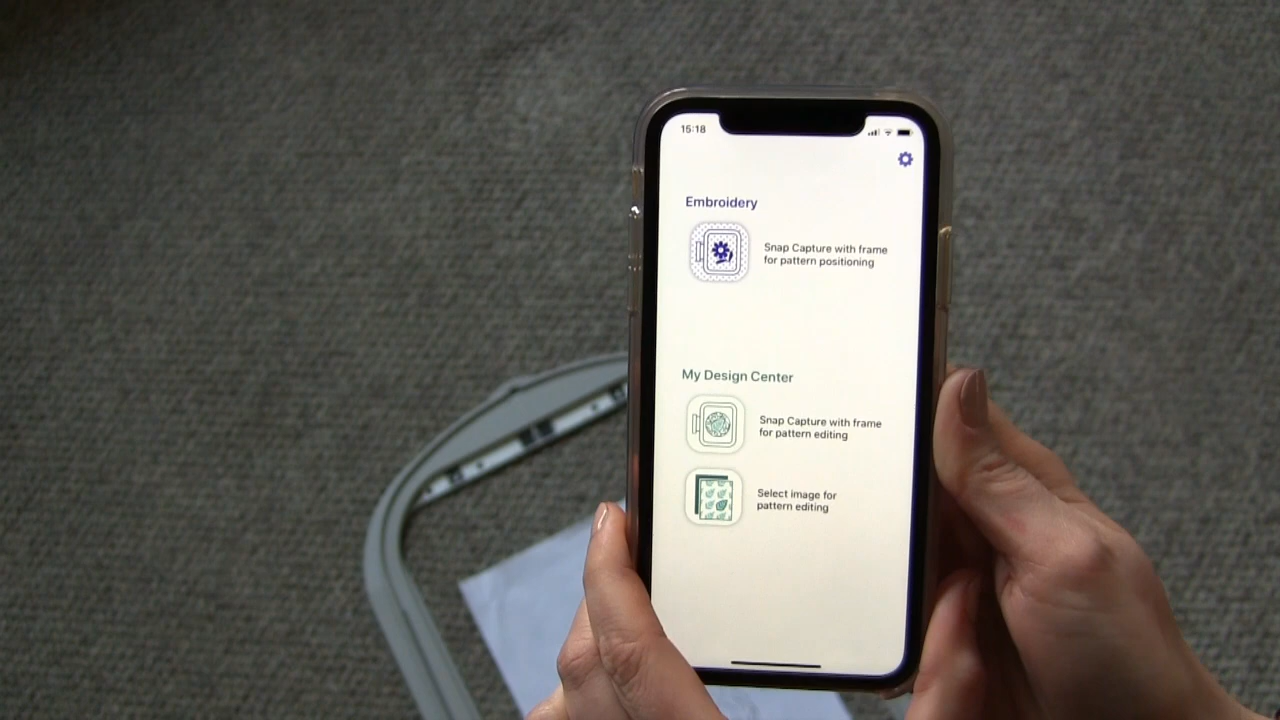 15:18
Embroidery
Snap Capture with frame
for pattern positioning
My Design Center
Snap Capture with frame
for pattern editing
Select image for
pattern editing